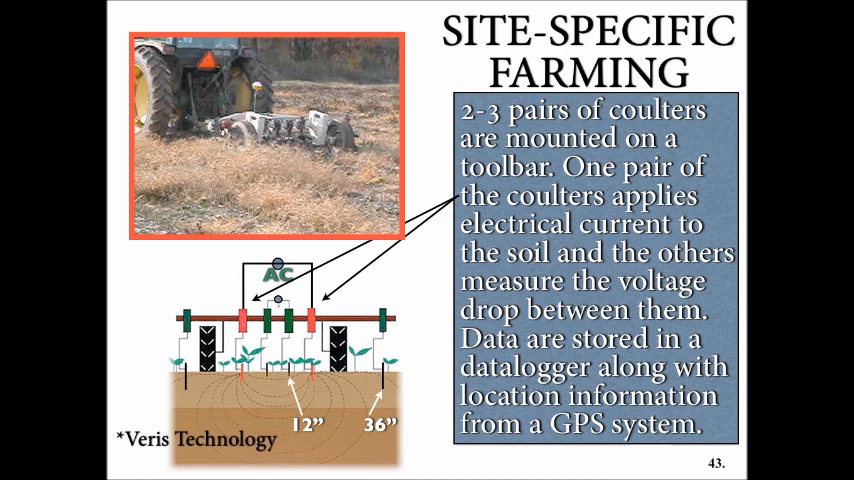 SITE-SPECIFIC
FARMING
2-3 pairs of coulters
are mounted on a
toolbar. One pair of
the coulters applies
electrical current to
the soil and the others
measure the voltage
drop between them.
Data are stored in a
datalogger along with
location information
from a GPS system.
AC
12”
36”
*Veris Technology
43.